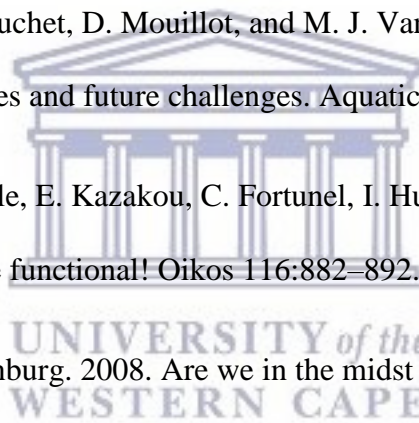 uchet, D. Mouillot, and M. J. Van
es and future challenges. Aquatic
le, E. Kazakou, C. Fortunel, I. Hu
functional! Oikos 116:882–892.
UNIVERSITY of the
nburg. 2008. Are we in the midst
WESTERN CAPE